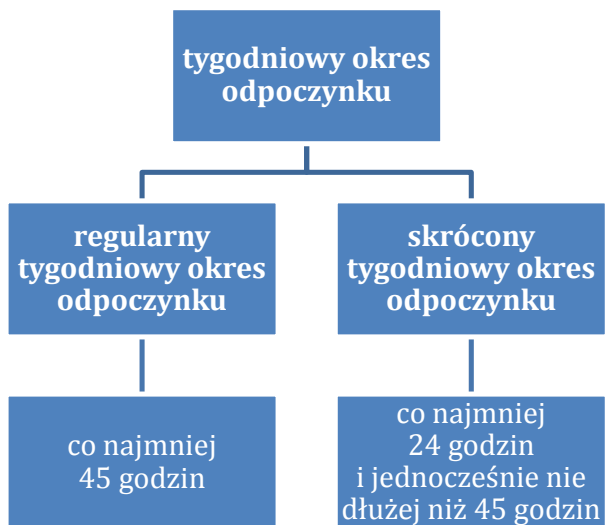 tygodniowy okres
odpoczynku
regularny
tygodniowy okres
odpoczynku
skrócony
tygodniowy okres
odpoczynku
co najmniej
45 godzin
co najmniej
24 godzin
i jednocześnie nie
dłużej niż 45 godzin